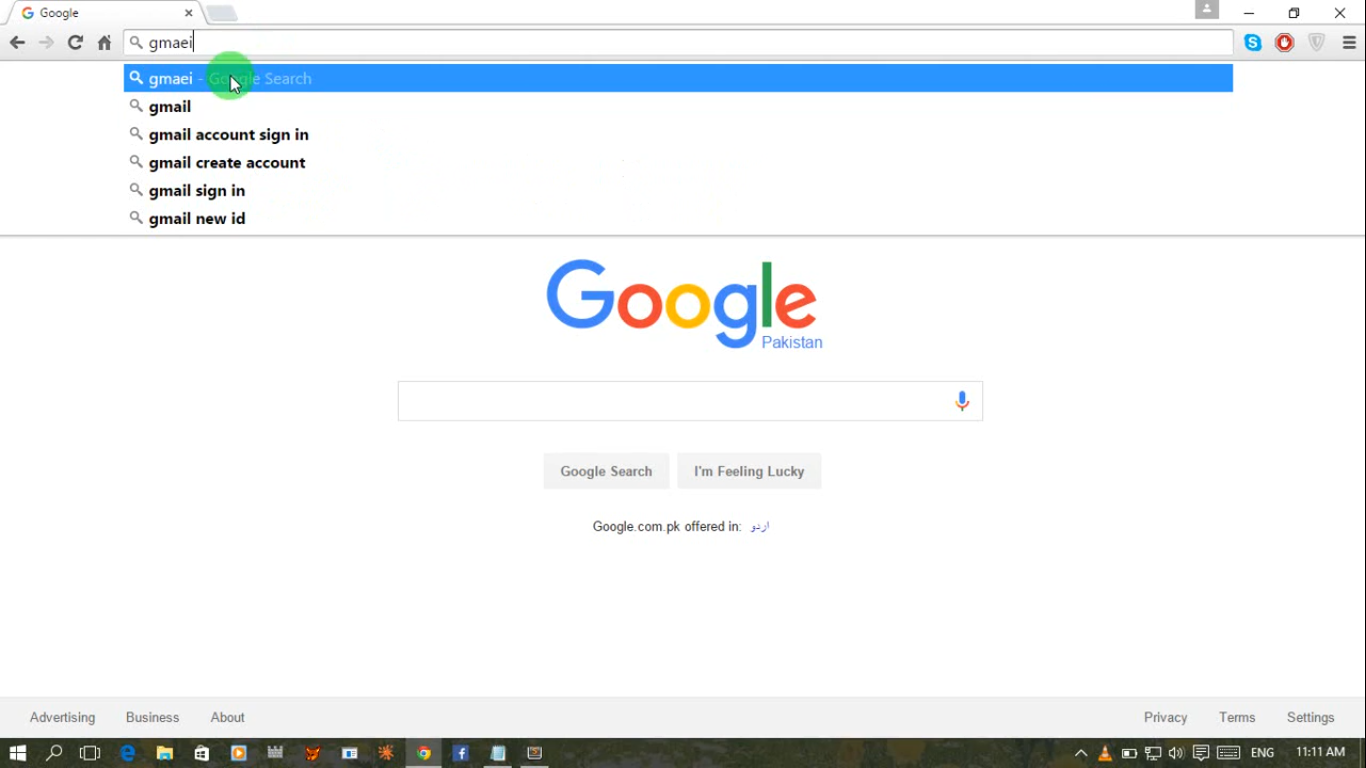 Google
gmaei
gmaei - Google Search
gmail
gmail account sign in
gmail create account
gmail sign in
gmail new id
Google
Pakistan
Google Search I'm Feeling Lucky
Google.com.pk offered in: اردو
Advertising Business About Privacy Terms Settings
ENG 11:11 AM